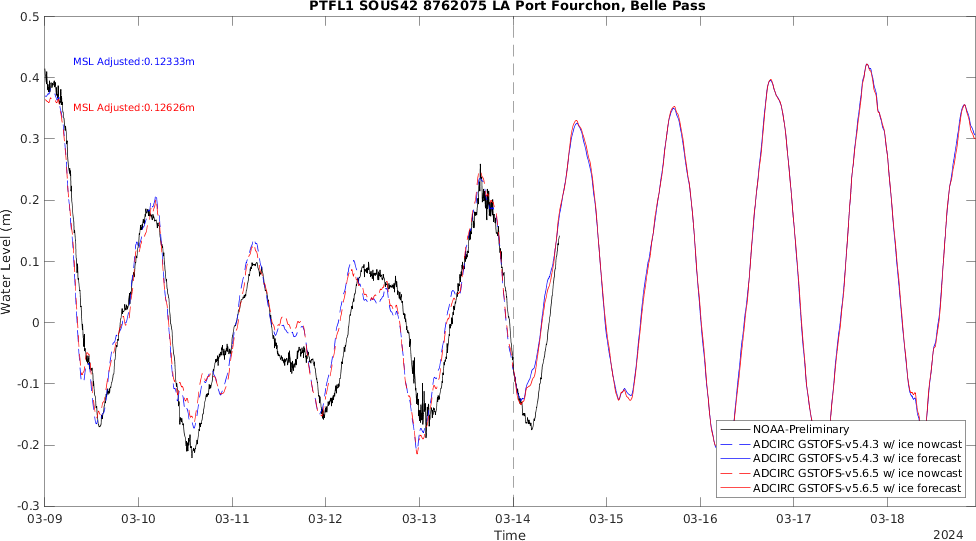 PTFL1 SOUS42 8762075 LA Port Fourchon, Belle Pass
0.5
MSL Adjusted:0.12333m
0.4
MSL Adjusted:0.12626m
0.3
0.2
0.1
0
-0.1
-0.2
-0.3
Water Level (m)
NOAA-Preliminary
ADCIRC GSTOFS-v5.4.3 w/ ice nowcast
ADCIRC GSTOFS-v5.4.3 w/ ice forecast
ADCIRC GSTOFS-v5.6.5 w/ ice nowcast
ADCIRC GSTOFS-v5.6.5 w/ ice forecast
03-09 03-10 03-11 03-12 03-13 03-14 03-15 03-16 03-17 03-18
Time
2024